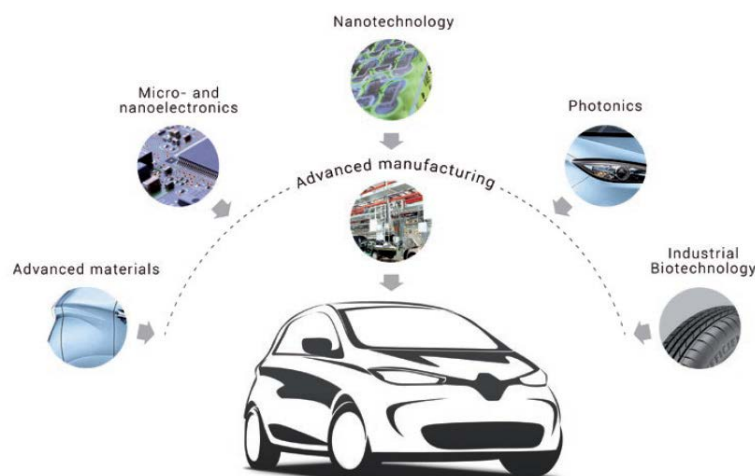 Nanotechnology
Micro- and
nanoelectronics
Photonics
Advanced manufacturing
Advanced materials
Industrial
Biotechnology